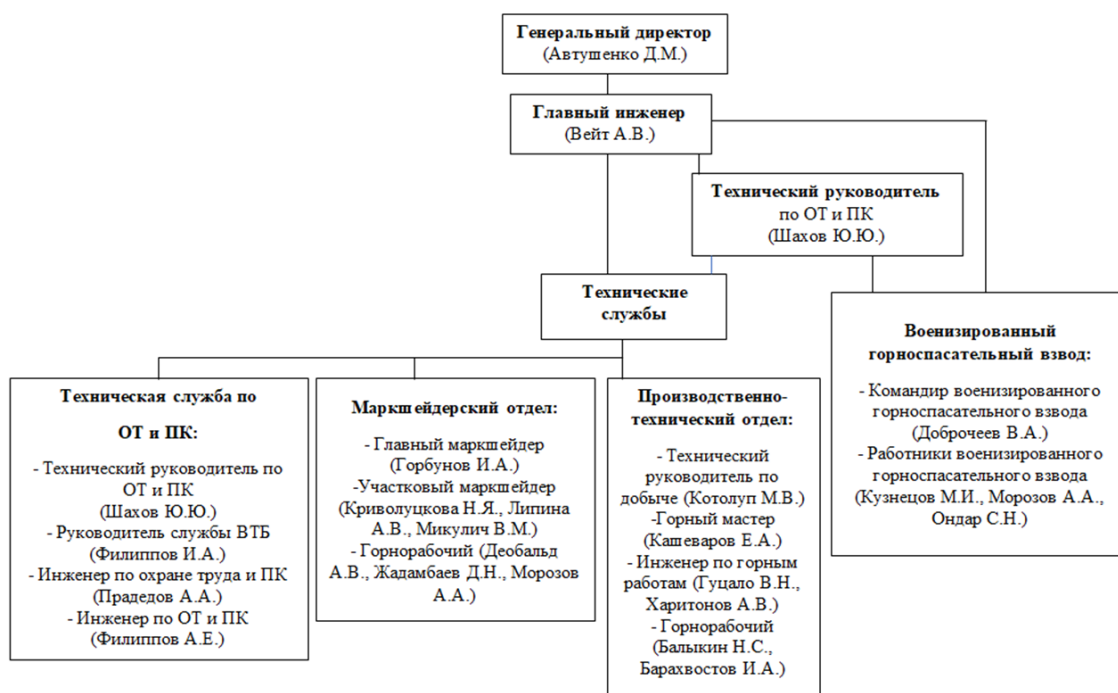 Генеральный директор
(Автушенко Д.М.)
Главный инженер
(Вейт А.В.)
Технический руководитель
по ОТ и ПК
(Шахов Ю.Ю.)
Технические
службы
Военизированный
горноспасательный взвод:
- Командир военизированного
горноспасательного взвода
(Доброчеев В.А.)
- Работники военизированного
горноспасательного взвода
(Кузнецов М.И., Морозов А.А.,
Ондар С.Н.)
Техническая служба по
ОТ и ПК:
- Технический руководитель по
ОТ и ПК
(Шахов Ю.Ю.)
- Руководитель службы ВТБ
(Филиппов И.А.)
- Инженер по охране труда и ПК
(Прадедов А.А.)
- Инженер по ОТ и ПК
(Филиппов А.Е.)
Маркшейдерский отдел:
- Главный маркшейдер
(Горбунов И.А.)
-Участковый маркшейдер
(Криволуцкова Н.Я., Липина
А.В., Микулич В.М.)
- Горнорабочий (Деобальд
А.В., Жадамбаев Д.Н., Морозов
А.А.)
Производственно-
технический отдел:
- Технический
руководитель по
добыче (Котолуп М.В.)
-Горный мастер
(Кашеваров Е.А.)
- Инженер по горным
работам (Гуцало В.Н.,
Харитонов А.В.)
- Горнорабочий
(Балыкин Н.С.,
Барахвостов И.А.)